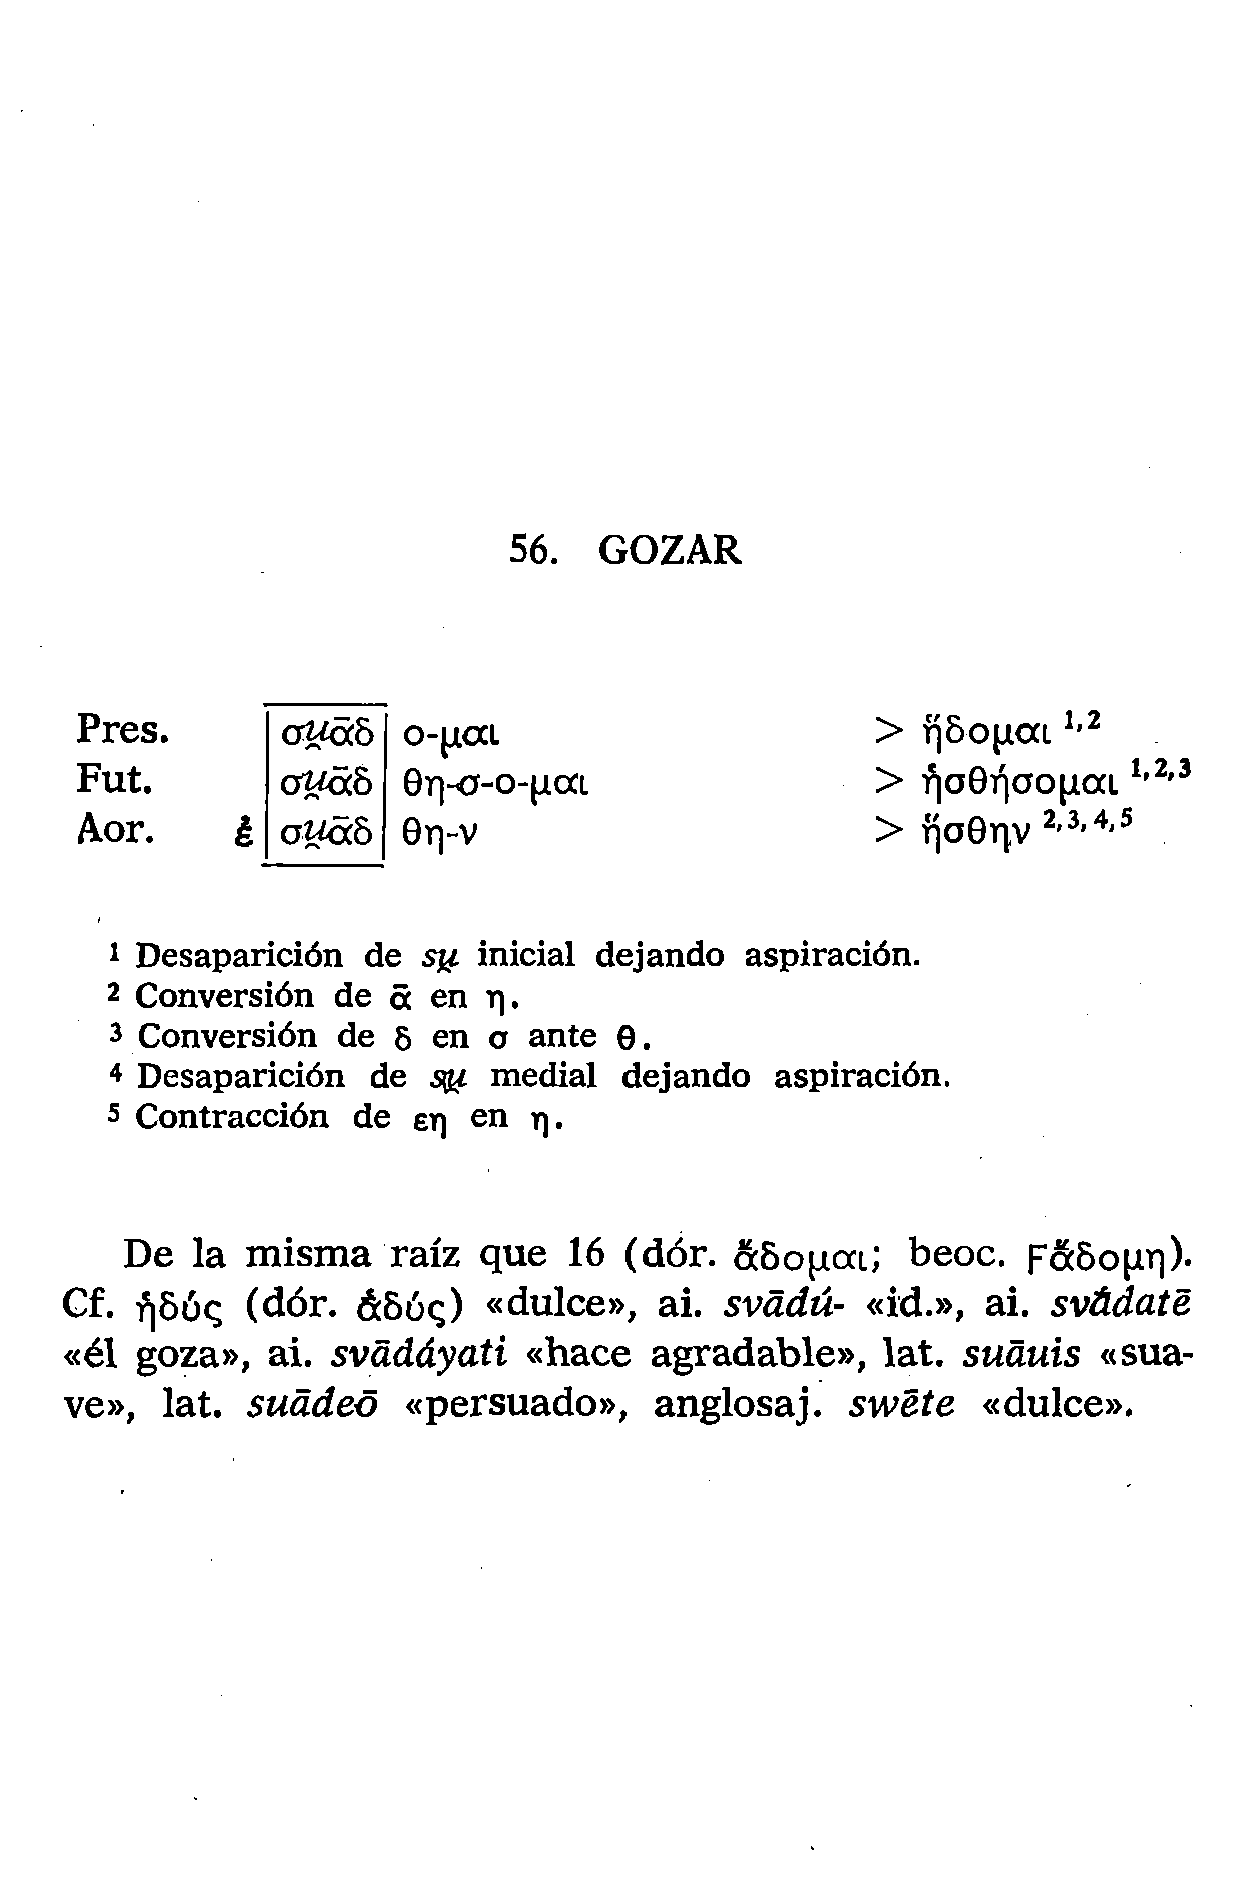 56. GOZAR
Pres. σu̯ᾱδ ο-μαι > ἥδομαι 1,2
Fut. σu̯ᾱδ θη-σ-ο-μαι > ἡσθήσομαι 1,2,3
Aor. ἐ σu̯ᾱδ θη-ν > ἥσθην 2,3,4,5
1 Desaparición de su̯ inicial dejando aspiración.
2 Conversión de ᾱ en η.
3 Conversión de δ en σ ante θ.
4 Desaparición de su̯ medial dejando aspiración.
5 Contracción de εη en η.
De la misma raíz que 16 (dór. ἅδομαι; beoc. Ϝάδομη).
Cf. ἡδύς (dór. ἁδύς) «dulce», ai. svādú- «id.», ai. svā́datē
«él goza», ai. svādáyati «hace agradable», lat. suāuis «sua-
ve», lat. suādeō «persuado», anglosaj. swēte «dulce».